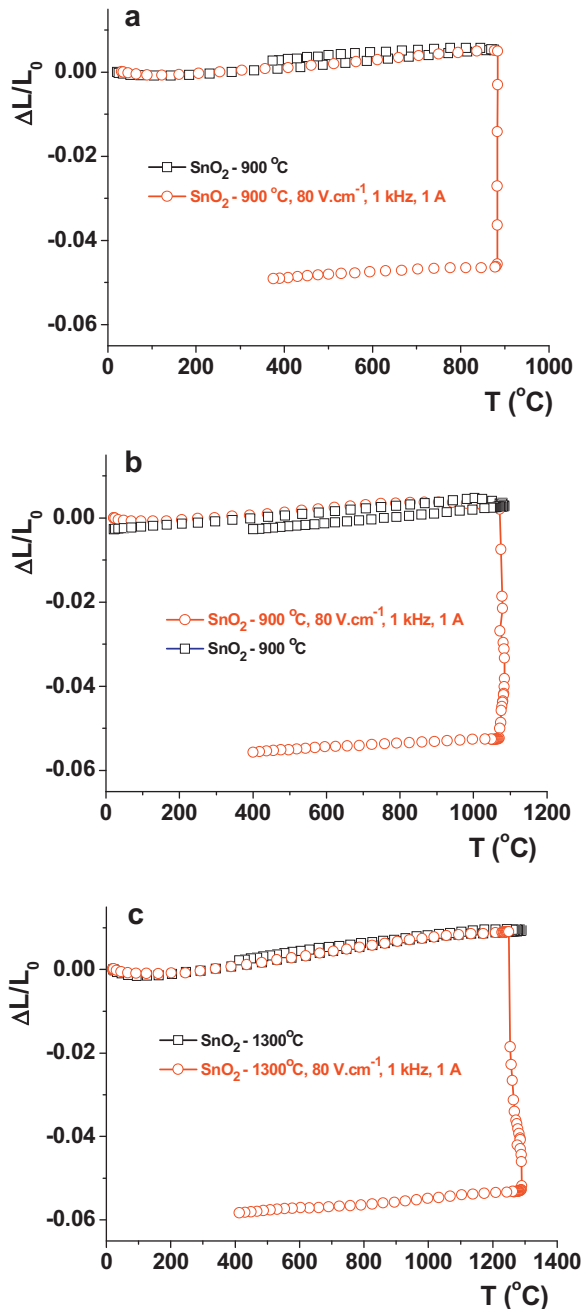 a
0.00
-0.02
-0.04
-0.06
ΔL/L₀
SnO₂ - 900 °C
SnO₂ - 900 °C, 80 V.cm⁻¹, 1 kHz, 1 A
0 200 400 600 800 1000
T (°C)
b
0.00
-0.02
-0.04
-0.06
ΔL/L₀
SnO₂ - 900 °C, 80 V.cm⁻¹, 1 kHz, 1 A
SnO₂ - 900 °C
0 200 400 600 800 1000 1200
T (°C)
c
0.00
-0.02
-0.04
-0.06
ΔL/L₀
SnO₂ - 1300°C
SnO₂ - 1300°C, 80 V.cm⁻¹, 1 kHz, 1 A
0 200 400 600 800 1000 1200 1400
T (°C)